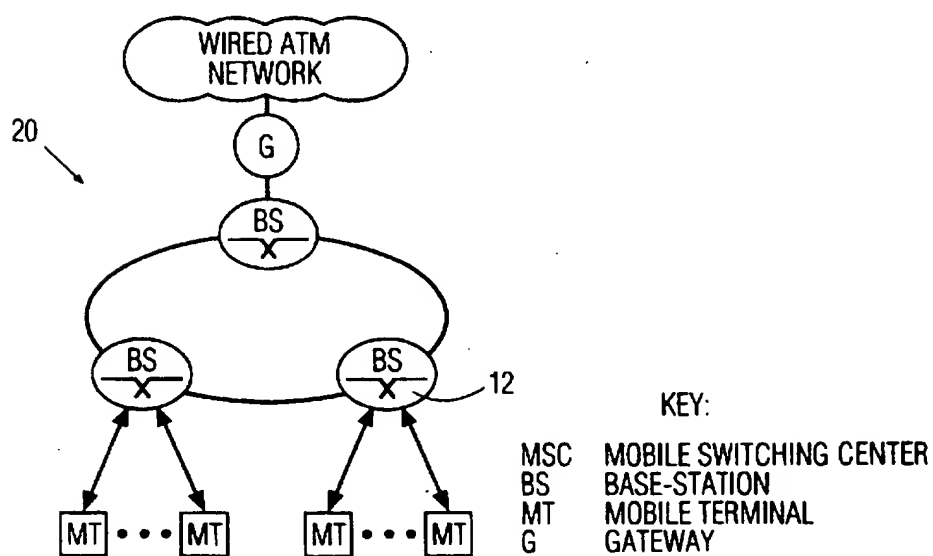 WIRED ATM
NETWORK
20
G
BS
X
BS
X
BS
X
12
MT • • • MT
MT • • • MT
KEY:
MSC MOBILE SWITCHING CENTER
BS BASE-STATION
MT MOBILE TERMINAL
G GATEWAY